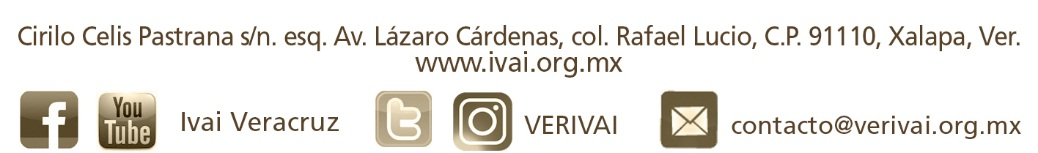 Cirilo Celis Pastrana s/n. esq. Av. Lázaro Cárdenas, col. Rafael Lucio, C.P. 91110, Xalapa, Ver.
www.ivai.org.mx
f You Tube Ivai Veracruz t VERIVAI contacto@verivai.org.mx